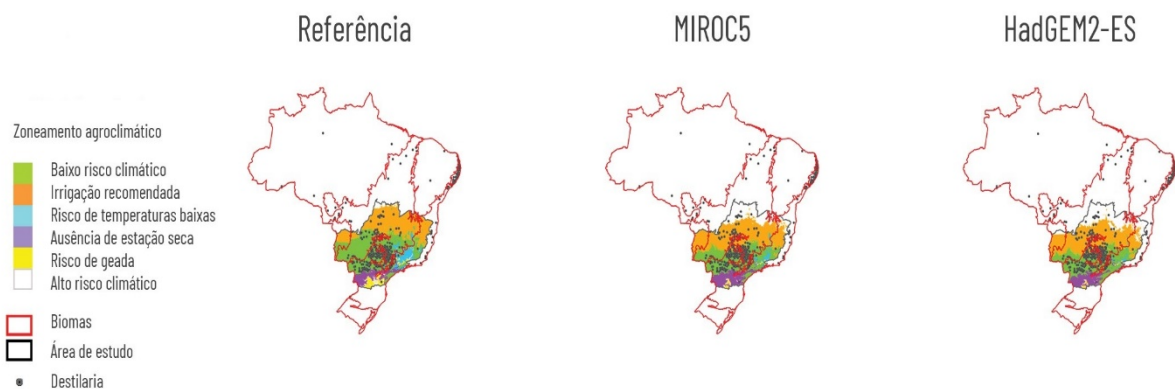 Referência
MIROC5
HadGEM2-ES
Zoneamento agroclimático
Baixo risco climático
Irrigação recomendada
Risco de temperaturas baixas
Ausência de estação seca
Risco de geada
Alto risco climático
Biomas
Área de estudo
Destilaria